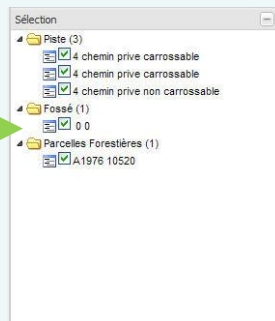 Sélection
Piste (3)
4 chemin prive carrossable
4 chemin prive carrossable
4 chemin prive non carrossable
Fossé (1)
0 0
Parcelles Forestières (1)
A1976 10520